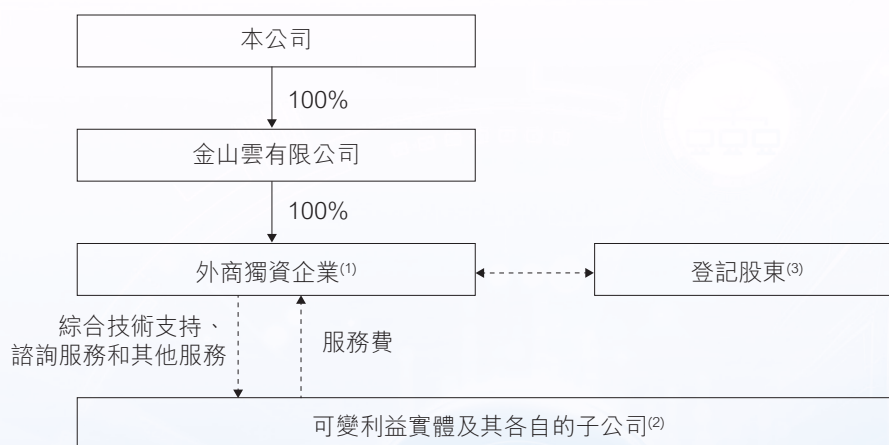 本公司
100%
金山雲有限公司
100%
外商獨資企業(1)
登記股東(3)
綜合技術支持、
諮詢服務和其他服務
服務費
可變利益實體及其各自的子公司(2)